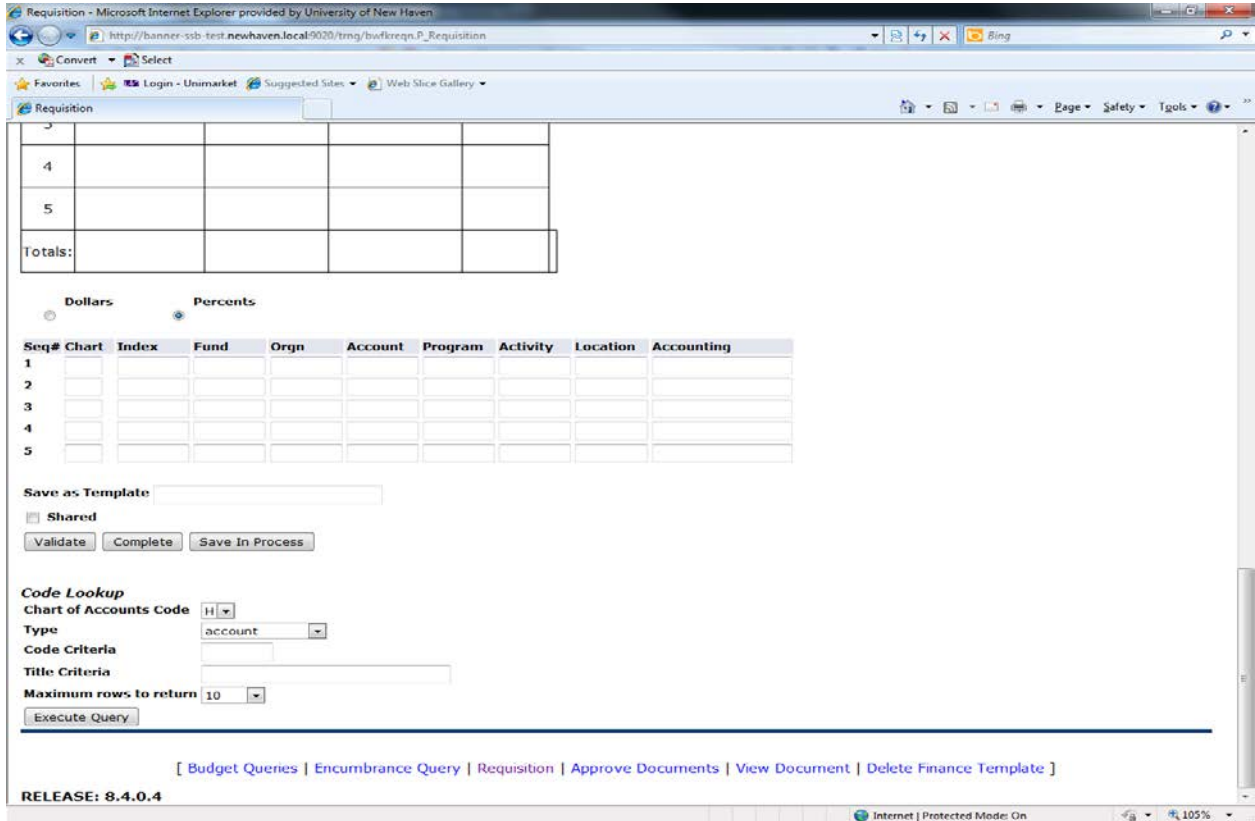 Requisition - Microsoft Internet Explorer provided by University of New Haven
http://banner-ssb-test.newhaven.local:9020/trng/bwfkreqn.P_Requisition
Bing
x Convert Select
Favorites Login - Unimarket Suggested Sites Web Slice Gallery
Requisition Page Safety Tools
3
4
5
Totals:
Dollars Percents
Seq# Chart Index Fund Orgn Account Program Activity Location Accounting
1
2
3
4
5
Save as Template
Shared
Validate Complete Save In Process
Code Lookup
Chart of Accounts Code H
Type account
Code Criteria
Title Criteria
Maximum rows to return 10
Execute Query
[ Budget Queries | Encumbrance Query | Requisition | Approve Documents | View Document | Delete Finance Template ]
RELEASE: 8.4.0.4
Internet | Protected Mode: On 105%